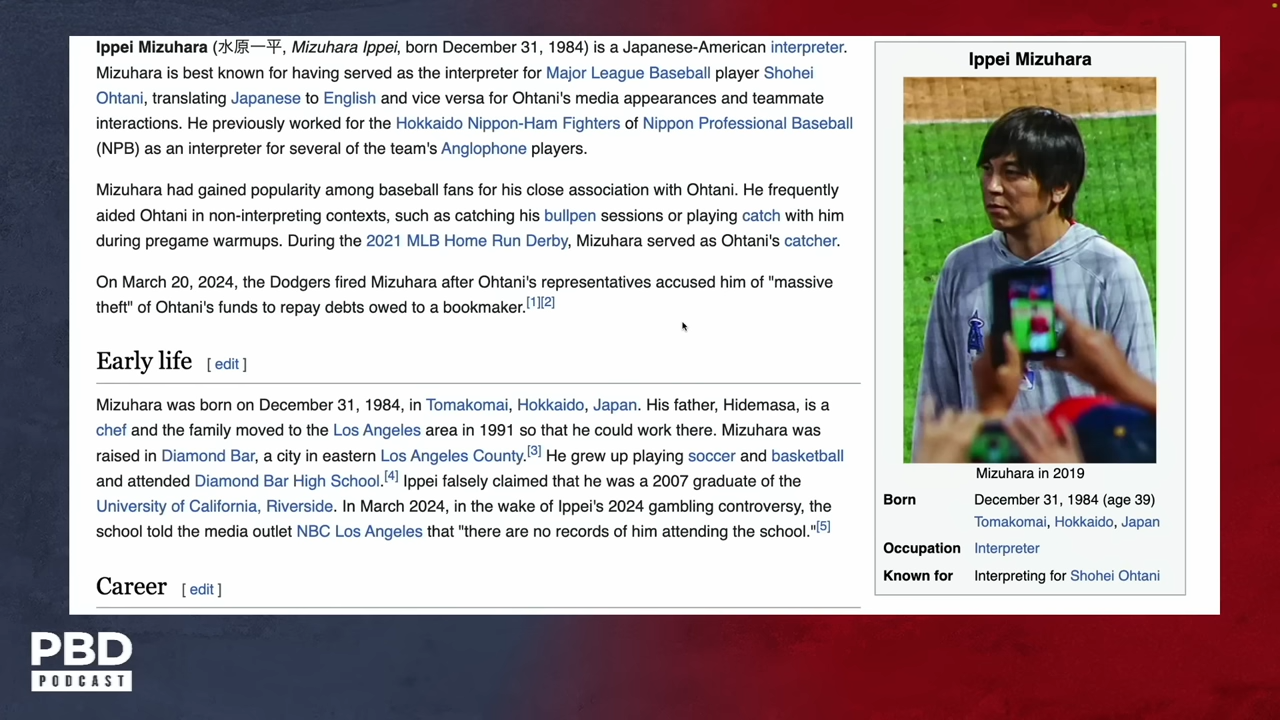 Ippei Mizuhara (水原一平, Mizuhara Ippei, born December 31, 1984) is a Japanese-American interpreter.
Mizuhara is best known for having served as the interpreter for Major League Baseball player Shohei
Ohtani, translating Japanese to English and vice versa for Ohtani's media appearances and teammate
interactions. He previously worked for the Hokkaido Nippon-Ham Fighters of Nippon Professional Baseball
(NPB) as an interpreter for several of the team's Anglophone players.
Mizuhara had gained popularity among baseball fans for his close association with Ohtani. He frequently
aided Ohtani in non-interpreting contexts, such as catching his bullpen sessions or playing catch with him
during pregame warmups. During the 2021 MLB Home Run Derby, Mizuhara served as Ohtani's catcher.
On March 20, 2024, the Dodgers fired Mizuhara after Ohtani's representatives accused him of "massive
theft" of Ohtani's funds to repay debts owed to a bookmaker.[1][2]
Early life [ edit ]
Mizuhara was born on December 31, 1984, in Tomakomai, Hokkaido, Japan. His father, Hidemasa, is a
chef and the family moved to the Los Angeles area in 1991 so that he could work there. Mizuhara was
raised in Diamond Bar, a city in eastern Los Angeles County.[3] He grew up playing soccer and basketball
and attended Diamond Bar High School.[4] Ippei falsely claimed that he was a 2007 graduate of the
University of California, Riverside. In March 2024, in the wake of Ippei's 2024 gambling controversy, the
school told the media outlet NBC Los Angeles that "there are no records of him attending the school."[5]
Career [ edit ]
Ippei Mizuhara
Mizuhara in 2019
Born December 31, 1984 (age 39)
Tomakomai, Hokkaido, Japan
Occupation Interpreter
Known for Interpreting for Shohei Ohtani
PBD
PODCAST